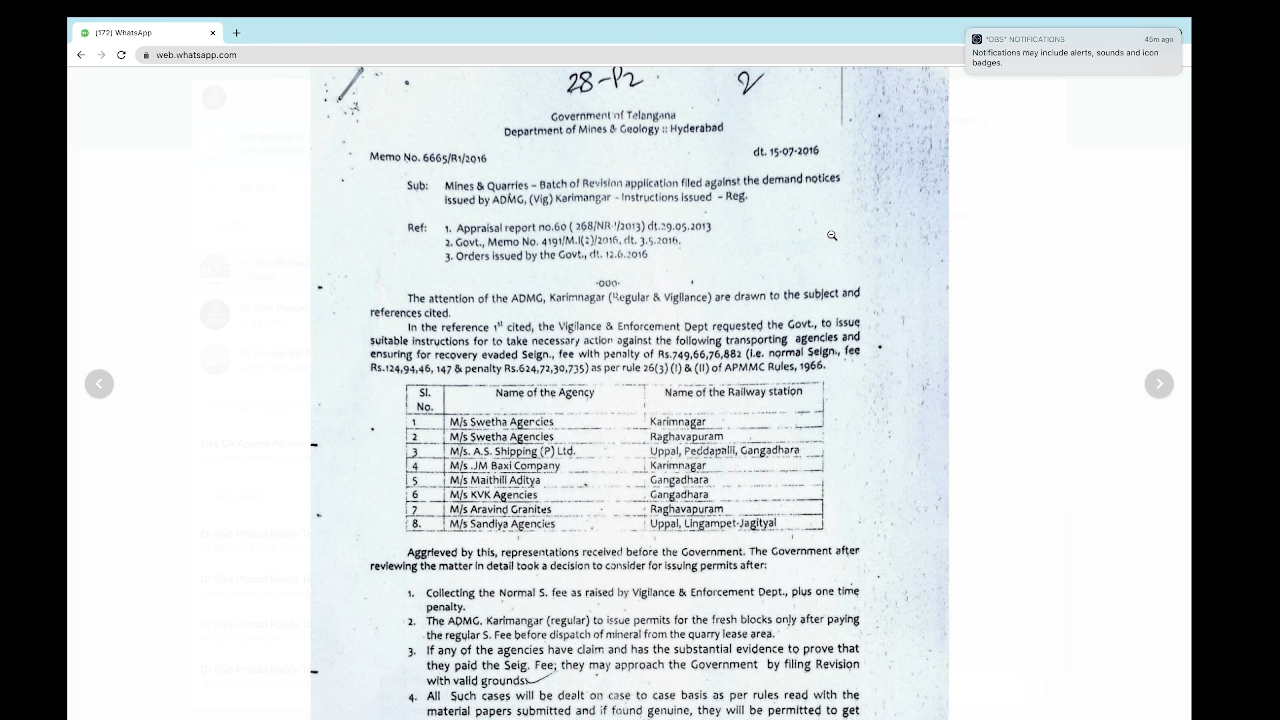 (172) WhatsApp
web.whatsapp.com
"OBS" NOTIFICATIONS
45m ago
Notifications may include alerts, sounds and icon
badges.
28-P2
2
Government of Telangana
Department of Mines & Geology :: Hyderabad
Memo No. 6665/R1/2016
dt. 15-07-2016
Sub: Mines & Quarries – Batch of Revision application filed against the demand notices
issued by ADMG, (Vig) Karimangar - Instructions issued – Reg.
Ref: 1. Appraisal report no.60 ( 268/NR /2013) dt.29.05.2013
2. Govt., Memo No. 4191/M.I(2)/2016, dt. 3.5.2016.
3. Orders issued by the Govt., dt. 12.6.2016
-000-
The attention of the ADMG, Karimnagar (Regular & Vigilance) are drawn to the subject and
references cited.
In the reference 1st cited, the Vigilance & Enforcement Dept requested the Govt., to issue
suitable instructions for to take necessary action against the following transporting agencies and
ensuring for recovery evaded Seign., fee with penalty of Rs.749,66,76,882 (i.e. normal Seign., fee
Rs.124,94,46, 147 & penalty Rs.624,72,30,735) as per rule 26(3) (I) & (II) of APMMC Rules, 1966.
Sl. No. Name of the Agency Name of the Railway station
1 M/s Swetha Agencies Karimnagar
2 M/s Swetha Agencies Raghavapuram
3 M/s. A.S. Shipping (P) Ltd. Uppal, Peddapalli, Gangadhara
4 M/s .JM Baxi Company Karimnagar
5 M/s Maithili Aditya Gangadhara
6 M/s KVK Agencies Gangadhara
7 M/s Aravind Granites Raghavapuram
8. M/s Sandiya Agencies Uppal, Lingampet-Jagityal
Aggrieved by this, representations received before the Government. The Government after
reviewing the matter in detail took a decision to consider for issuing permits after:
1. Collecting the Normal S. fee as raised by Vigilance & Enforcement Dept., plus one time
penalty.
2. The ADMG. Karimangar (regular) to issue permits for the fresh blocks only after paying
the regular S. Fee before dispatch of mineral from the quarry lease area.
3. If any of the agencies have claim and has the substantial evidence to prove that
they paid the Seig. Fee; they may approach the Government by filing Revision
with valid grounds.
4. All Such cases will be dealt on case to case basis as per rules read with the
material papers submitted and if found genuine, they will be permitted to get